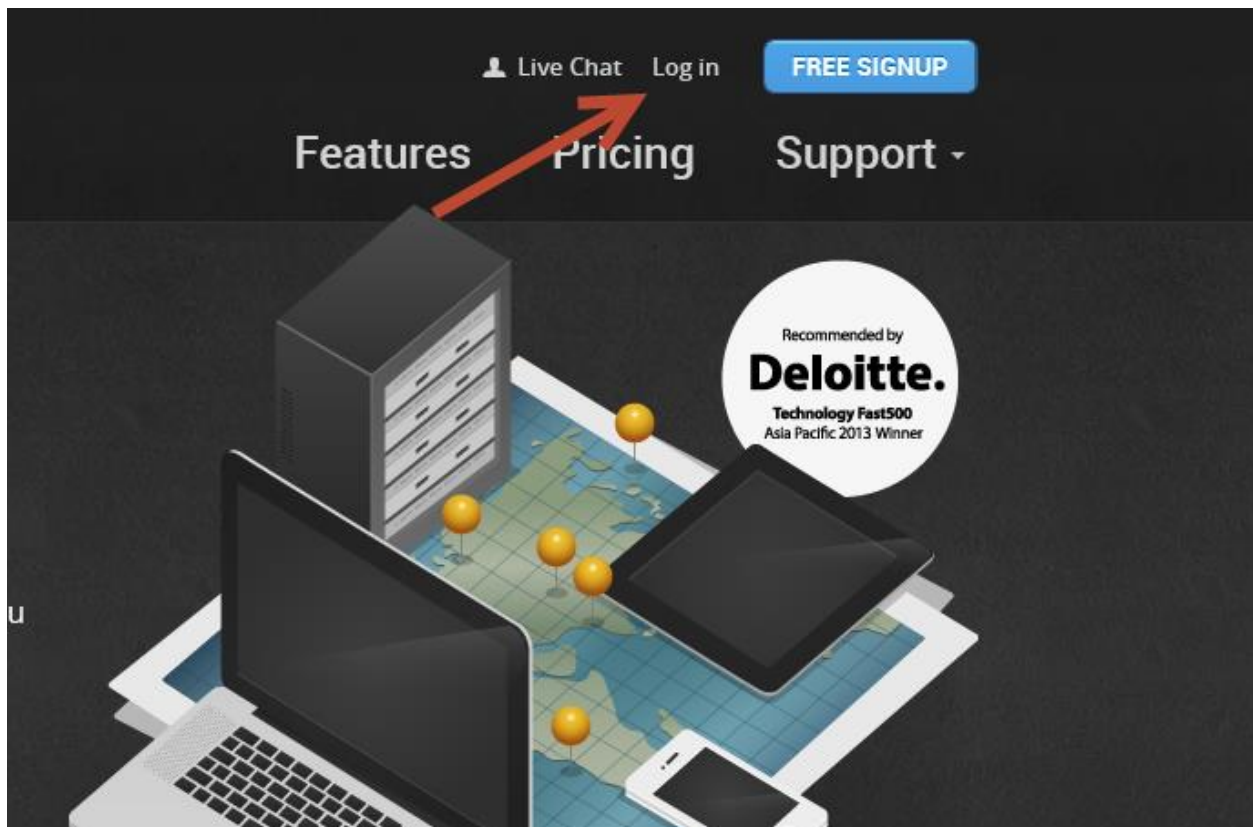 Live Chat Log in FREE SIGNUP
Features Pricing Support
Recommended by
Deloitte.
Technology Fast500
Asia Pacific 2013 Winner
u